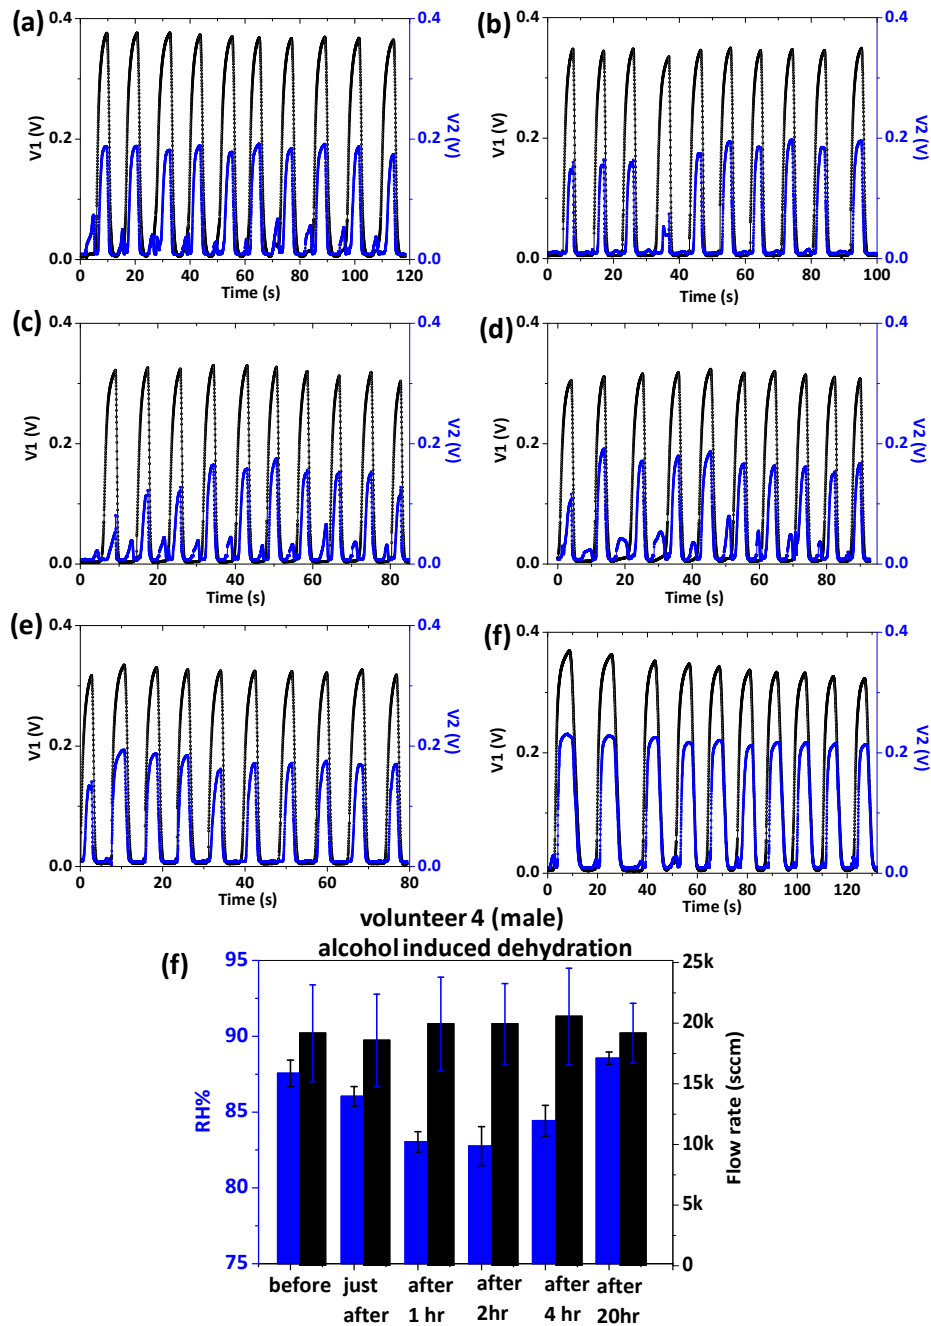 (a)
0.4
0.2
0.0
V1 (V)
0.4
0.2
0.0
V2 (V)
0 20 40 60 80 100 120
Time (s)
(b)
0.4
0.2
0.0
V1 (V)
0.4
0.2
0.0
V2 (V)
0 20 40 60 80 100
Time (s)
(c)
0.4
0.2
0.0
V1 (V)
0.4
0.2
0.0
V2 (V)
0 20 40 60 80
Time (s)
(d)
0.4
0.2
0.0
V1 (V)
0.4
0.2
0.0
V2 (V)
0 20 40 60 80
Time (s)
(e)
0.4
0.2
0.0
V1 (V)
0.4
0.2
0.0
V2 (V)
0 20 40 60 80
Time (s)
(f)
0.4
0.2
0.0
V1 (V)
0.4
0.2
0.0
V2 (V)
0 20 40 60 80 100 120
Time (s)
volunteer 4 (male)
alcohol induced dehydration
(f)
95
90
85
80
75
RH%
25k
20k
15k
10k
5k
0
Flow rate (sccm)
before just after after after after
after 1 hr 2hr 4 hr 20hr